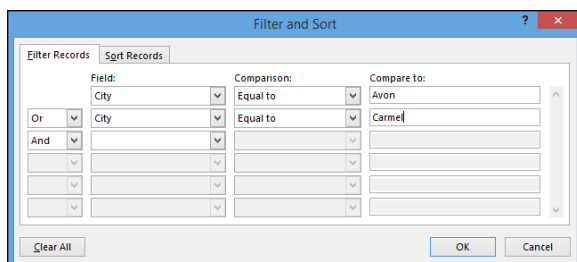 Filter and Sort ? ×
Filter Records Sort Records
Field: Comparison: Compare to:
City Equal to Avon
Or City Equal to Carmel
And
Clear All OK Cancel